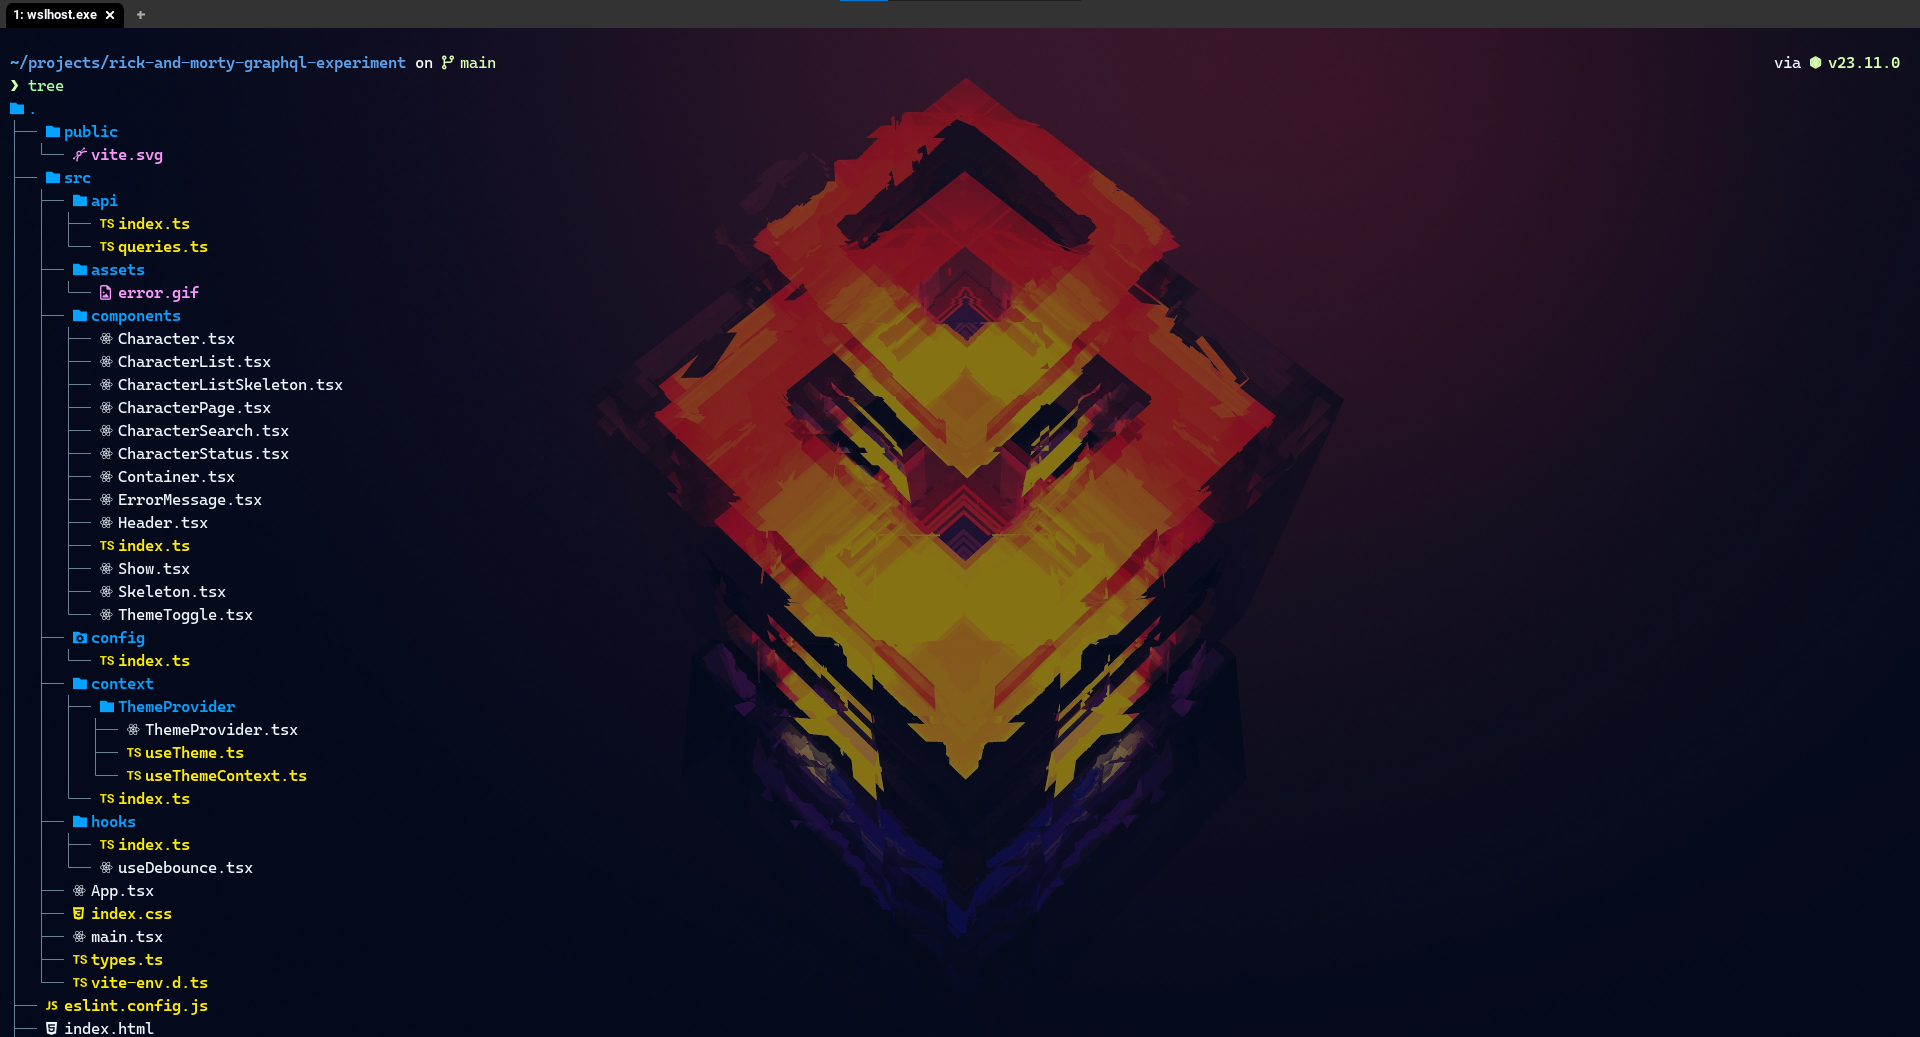 1: wslhost.exe × +
~/projects/rick-and-morty-graphql-experiment on main via v23.11.0
❯ tree
.
├── public
│   └── vite.svg
├── src
│   ├── api
│   │   ├── TS index.ts
│   │   └── TS queries.ts
│   ├── assets
│   │   └── error.gif
│   ├── components
│   │   ├── Character.tsx
│   │   ├── CharacterList.tsx
│   │   ├── CharacterListSkeleton.tsx
│   │   ├── CharacterPage.tsx
│   │   ├── CharacterSearch.tsx
│   │   ├── CharacterStatus.tsx
│   │   ├── Container.tsx
│   │   ├── ErrorMessage.tsx
│   │   ├── Header.tsx
│   │   ├── TS index.ts
│   │   ├── Show.tsx
│   │   ├── Skeleton.tsx
│   │   └── ThemeToggle.tsx
│   ├── config
│   │   └── TS index.ts
│   ├── context
│   │   ├── ThemeProvider
│   │   │   ├── ThemeProvider.tsx
│   │   │   ├── TS useTheme.ts
│   │   │   └── TS useThemeContext.ts
│   │   └── TS index.ts
│   ├── hooks
│   │   ├── TS index.ts
│   │   └── useDebounce.tsx
│   ├── App.tsx
│   ├── index.css
│   ├── main.tsx
│   ├── TS types.ts
│   └── TS vite-env.d.ts
├── JS eslint.config.js
├── index.html